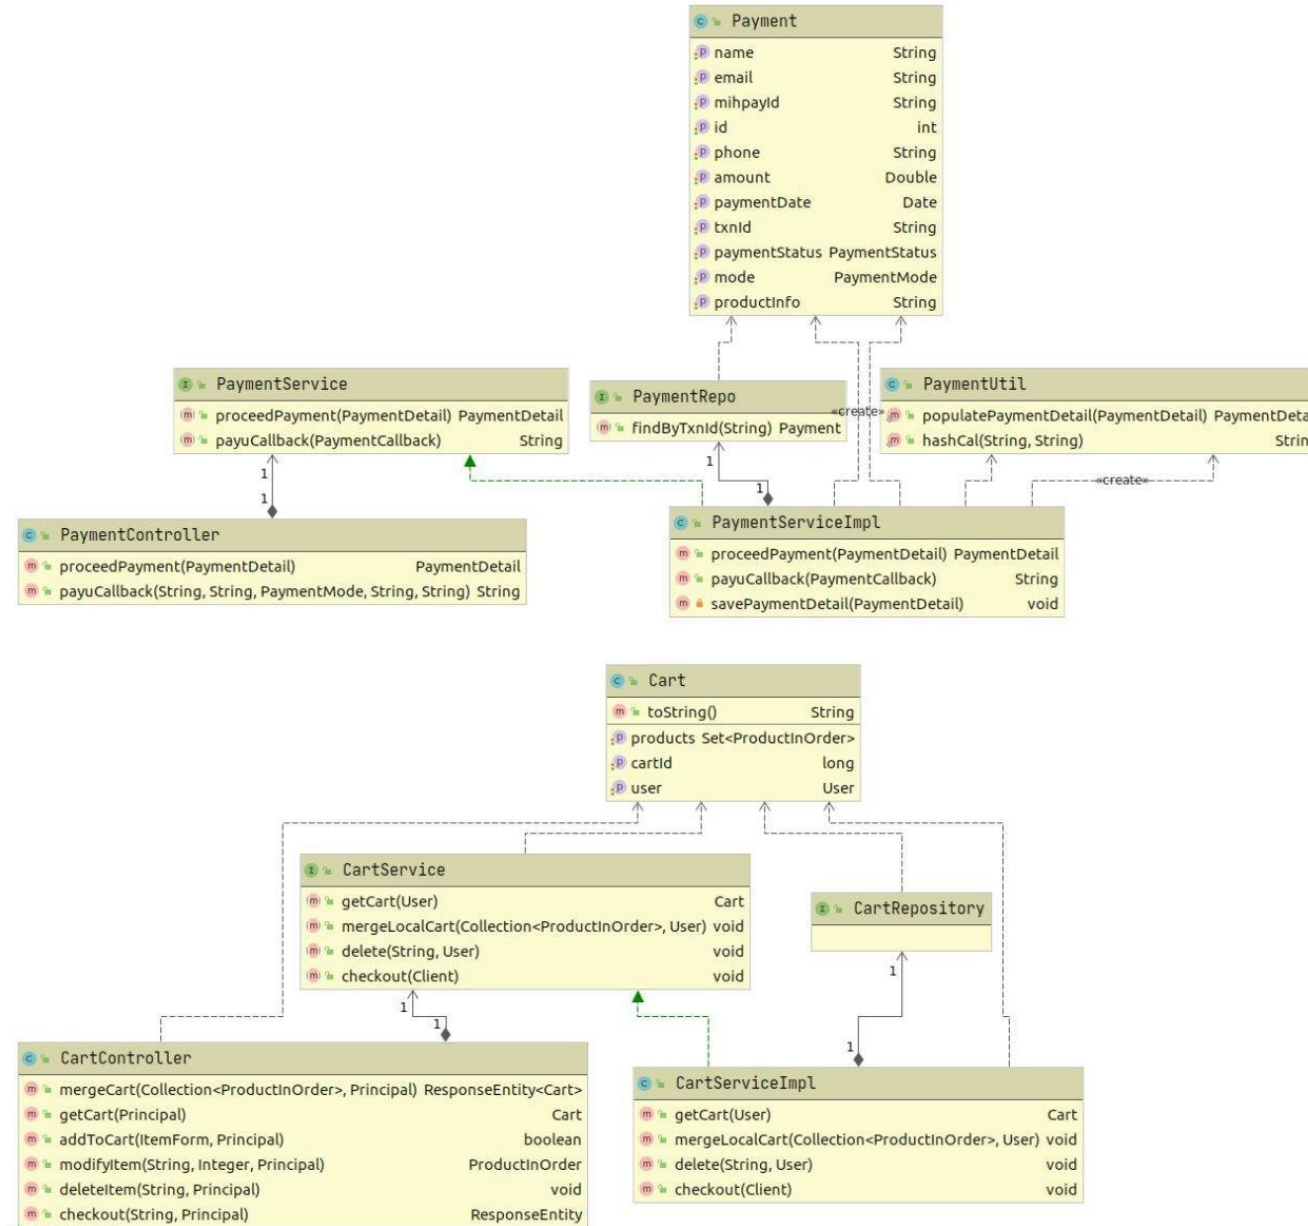 Payment
name String
email String
mihpayId String
id int
phone String
amount Double
paymentDate Date
txnId String
paymentStatus PaymentStatus
mode PaymentMode
productInfo String
PaymentService
proceedPayment(PaymentDetail) PaymentDetail
payuCallback(PaymentCallback) String
PaymentRepo
findByTxnId(String) Payment
«create»
PaymentUtil
populatePaymentDetail(PaymentDetail) PaymentDeta
hashCal(String, String) Strin
1
1
1
1
«create»
PaymentController
proceedPayment(PaymentDetail) PaymentDetail
payuCallback(String, String, PaymentMode, String, String) String
PaymentServiceImpl
proceedPayment(PaymentDetail) PaymentDetail
payuCallback(PaymentCallback) String
savePaymentDetail(PaymentDetail) void
Cart
toString() String
products Set<ProductInOrder>
cartId long
user User
CartService
getCart(User) Cart
mergeLocalCart(Collection<ProductInOrder>, User) void
delete(String, User) void
checkout(Client) void
CartRepository
1
1
1
1
CartController
mergeCart(Collection<ProductInOrder>, Principal) ResponseEntity<Cart>
getCart(Principal) Cart
addToCart(ItemForm, Principal) boolean
modifyItem(String, Integer, Principal) ProductInOrder
deleteItem(String, Principal) void
checkout(String, Principal) ResponseEntity
CartServiceImpl
getCart(User) Cart
mergeLocalCart(Collection<ProductInOrder>, User) void
delete(String, User) void
checkout(Client) void